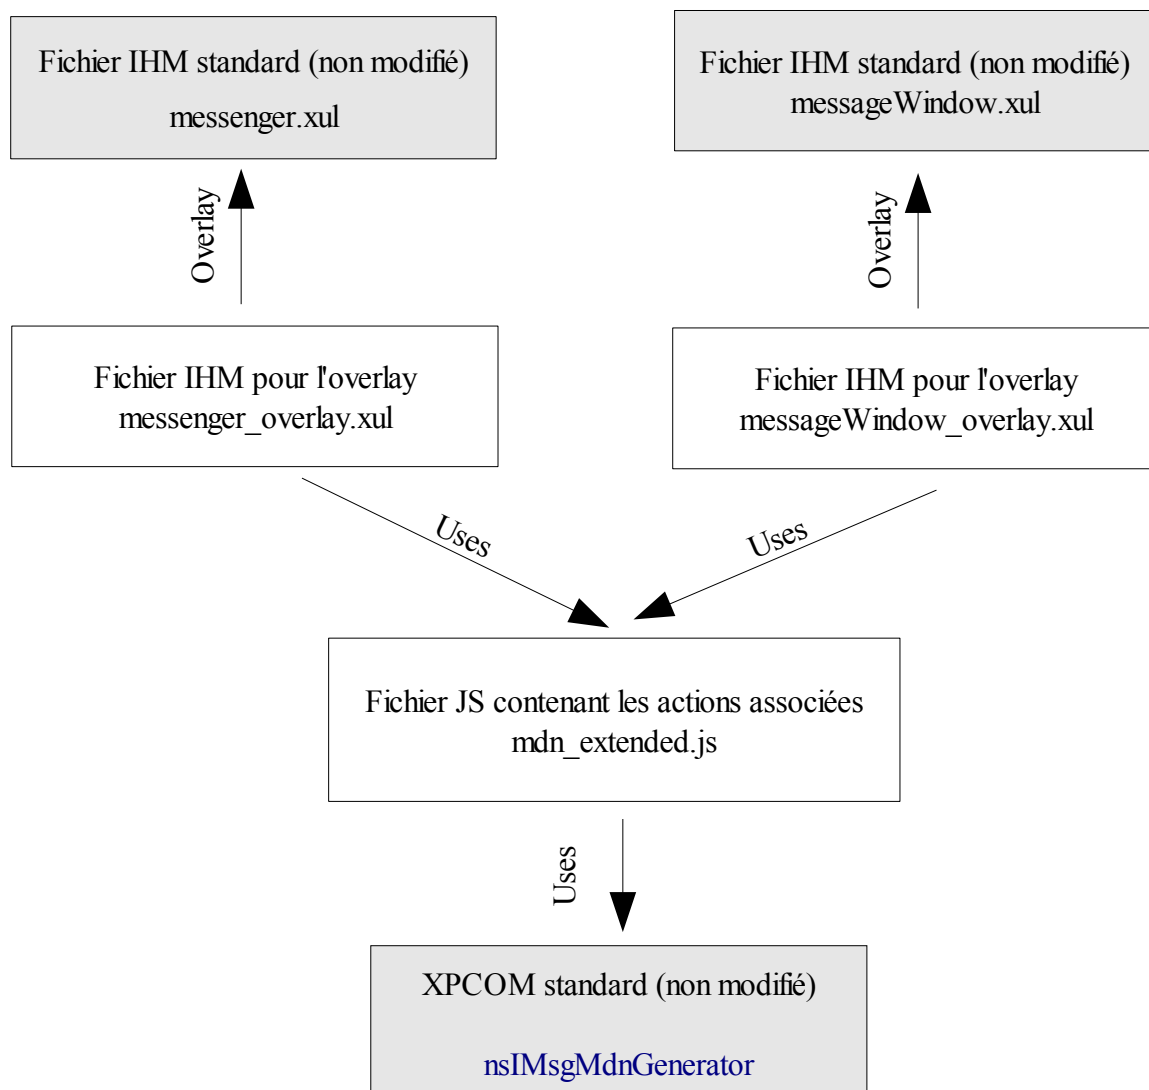 Fichier IHM standard (non modifié)
messenger.xul
Fichier IHM standard (non modifié)
messageWindow.xul
Overlay
Overlay
Fichier IHM pour l'overlay
messenger_overlay.xul
Fichier IHM pour l'overlay
messageWindow_overlay.xul
Uses
Uses
Fichier JS contenant les actions associées
mdn_extended.js
Uses
XPCOM standard (non modifié)
nsIMsgMdnGenerator